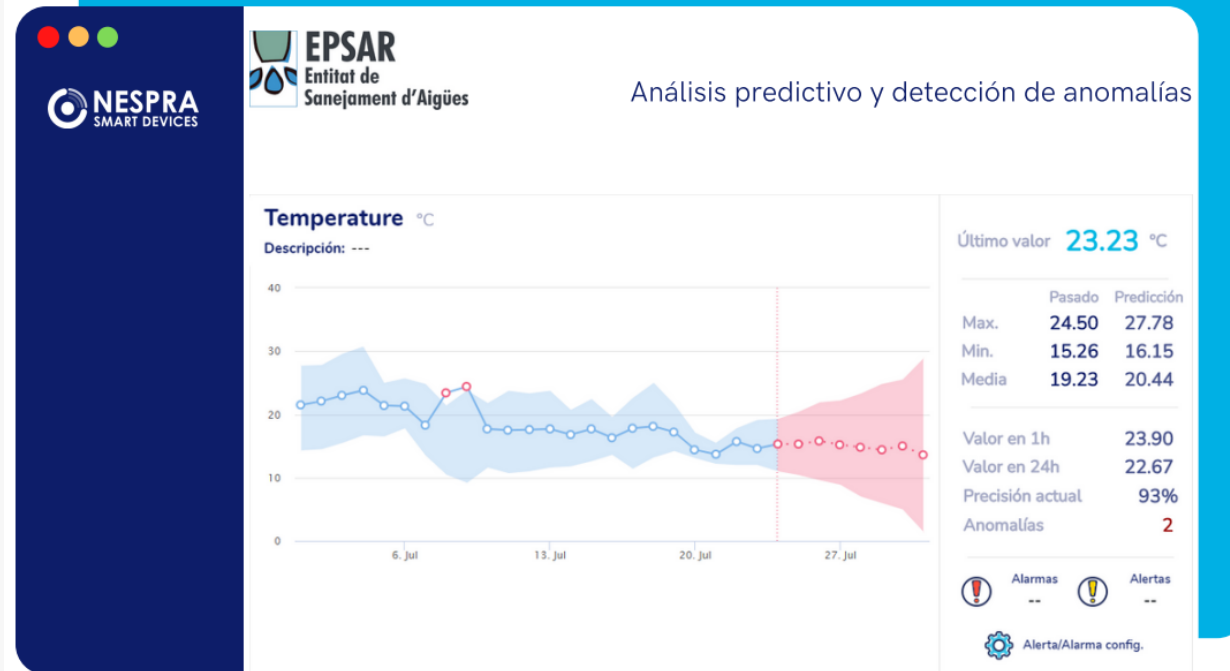 NESPRA
SMART DEVICES
EPSAR
Entitat de
Sanejament d'Aigües
Análisis predictivo y detección de anomalías
Temperature °C
Descripción: ---
40
30
20
10
0
6. Jul
13. Jul
20. Jul
27. Jul
Último valor 23.23 °C
Pasado Predicción
Max. 24.50 27.78
Min. 15.26 16.15
Media 19.23 20.44
Valor en 1h 23.90
Valor en 24h 22.67
Precisión actual 93%
Anomalías 2
Alarmas
--
Alertas
--
Alerta/Alarma config.